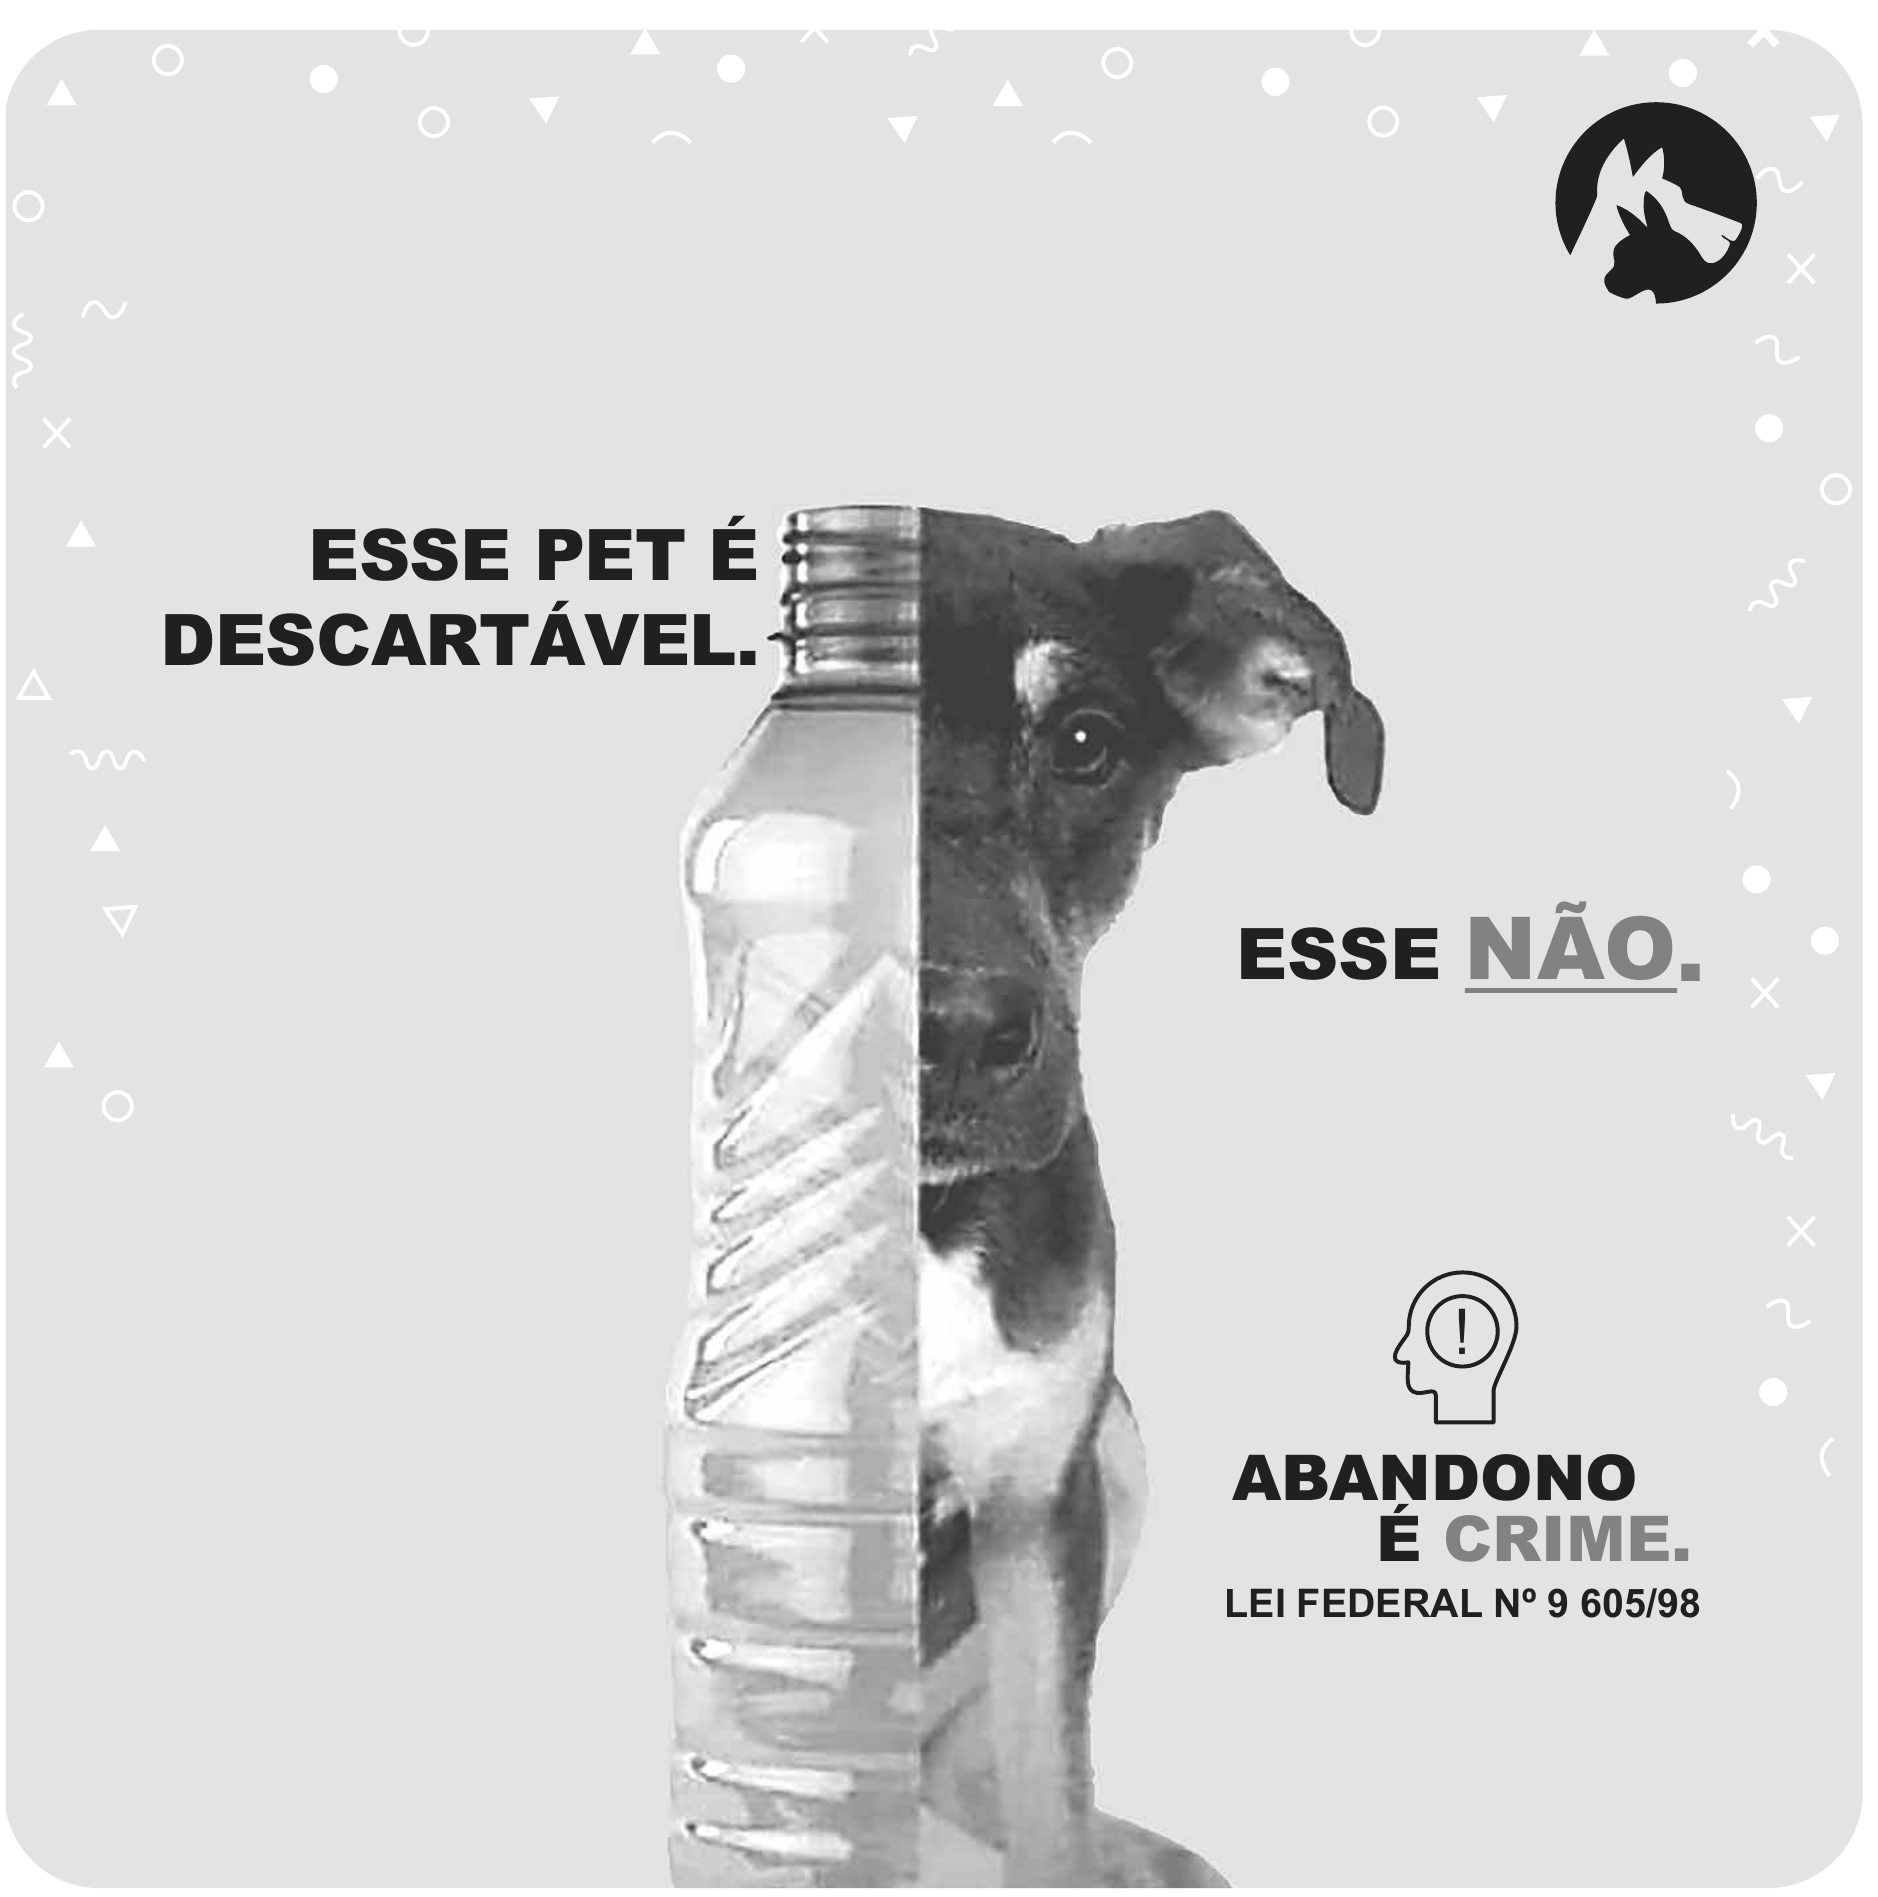 ESSE PET É
DESCARTÁVEL.
ESSE NÃO.
!
ABANDONO
É CRIME.
LEI FEDERAL Nº 9 605/98